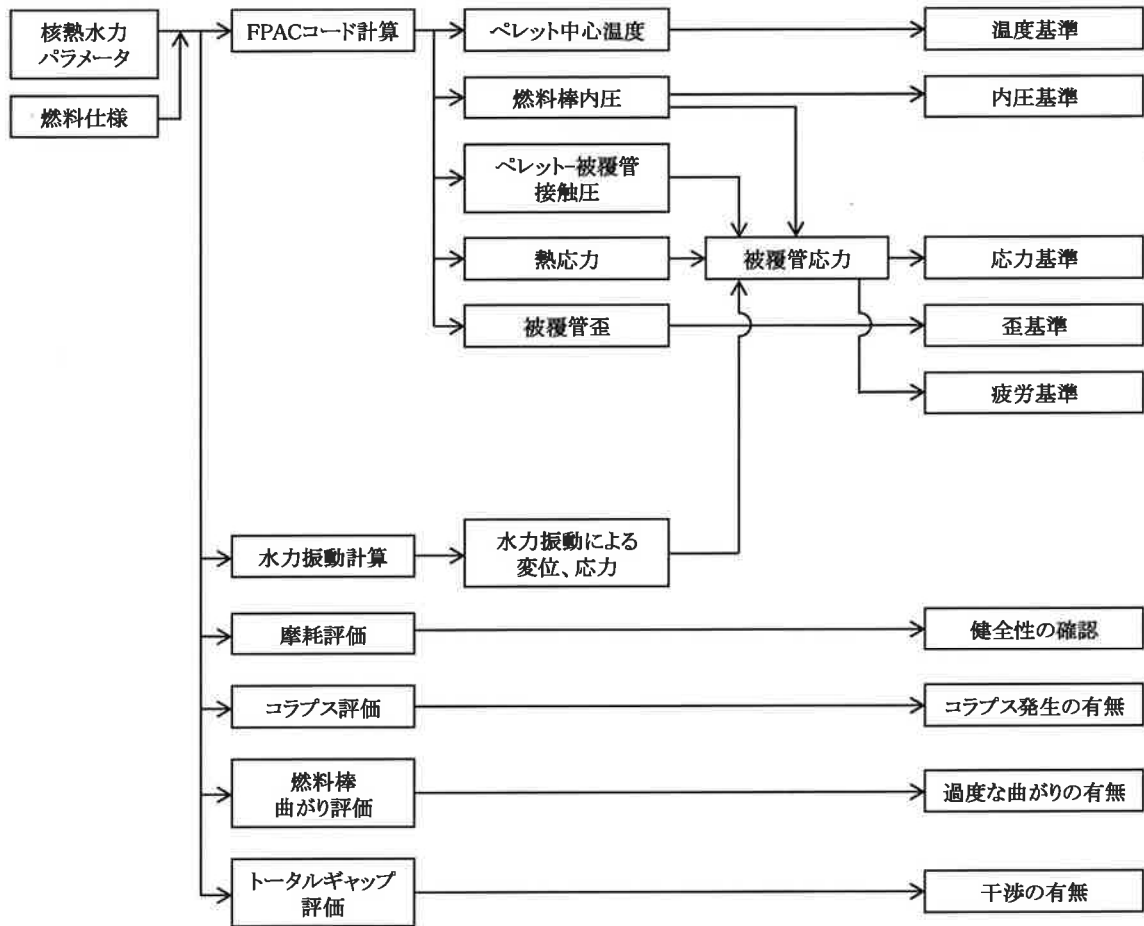 核熱水力
パラメータ
燃料仕様
FPACコード計算
ペレット中心温度
温度基準
燃料棒内圧
内圧基準
ペレット-被覆管
接触圧
熱応力
被覆管応力
応力基準
被覆管歪
歪基準
疲労基準
水力振動計算
水力振動による
変位、応力
摩耗評価
健全性の確認
コラプス評価
コラプス発生の有無
燃料棒
曲がり評価
過度な曲がりの有無
トータルギャップ
評価
干渉の有無